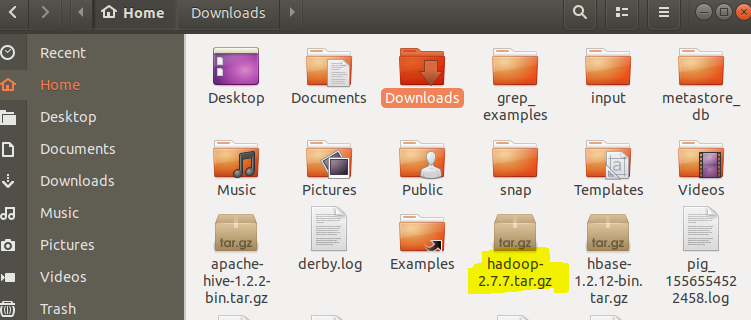 Home
Downloads
Recent
Home
Desktop
Documents
Downloads
Music
Pictures
Videos
Trash
Desktop
Documents
Downloads
grep_
examples
input
metastore_
db
Music
Pictures
Public
snap
Templates
Videos
tar.gz
apache-
hive-1.2.2-
bin.tar.gz
derby.log
Examples
tar.gz
hadoop-
2.7.7.tar.gz
tar.gz
hbase-
1.2.12-bin.
tar.gz
pig_
155655452
2458.log